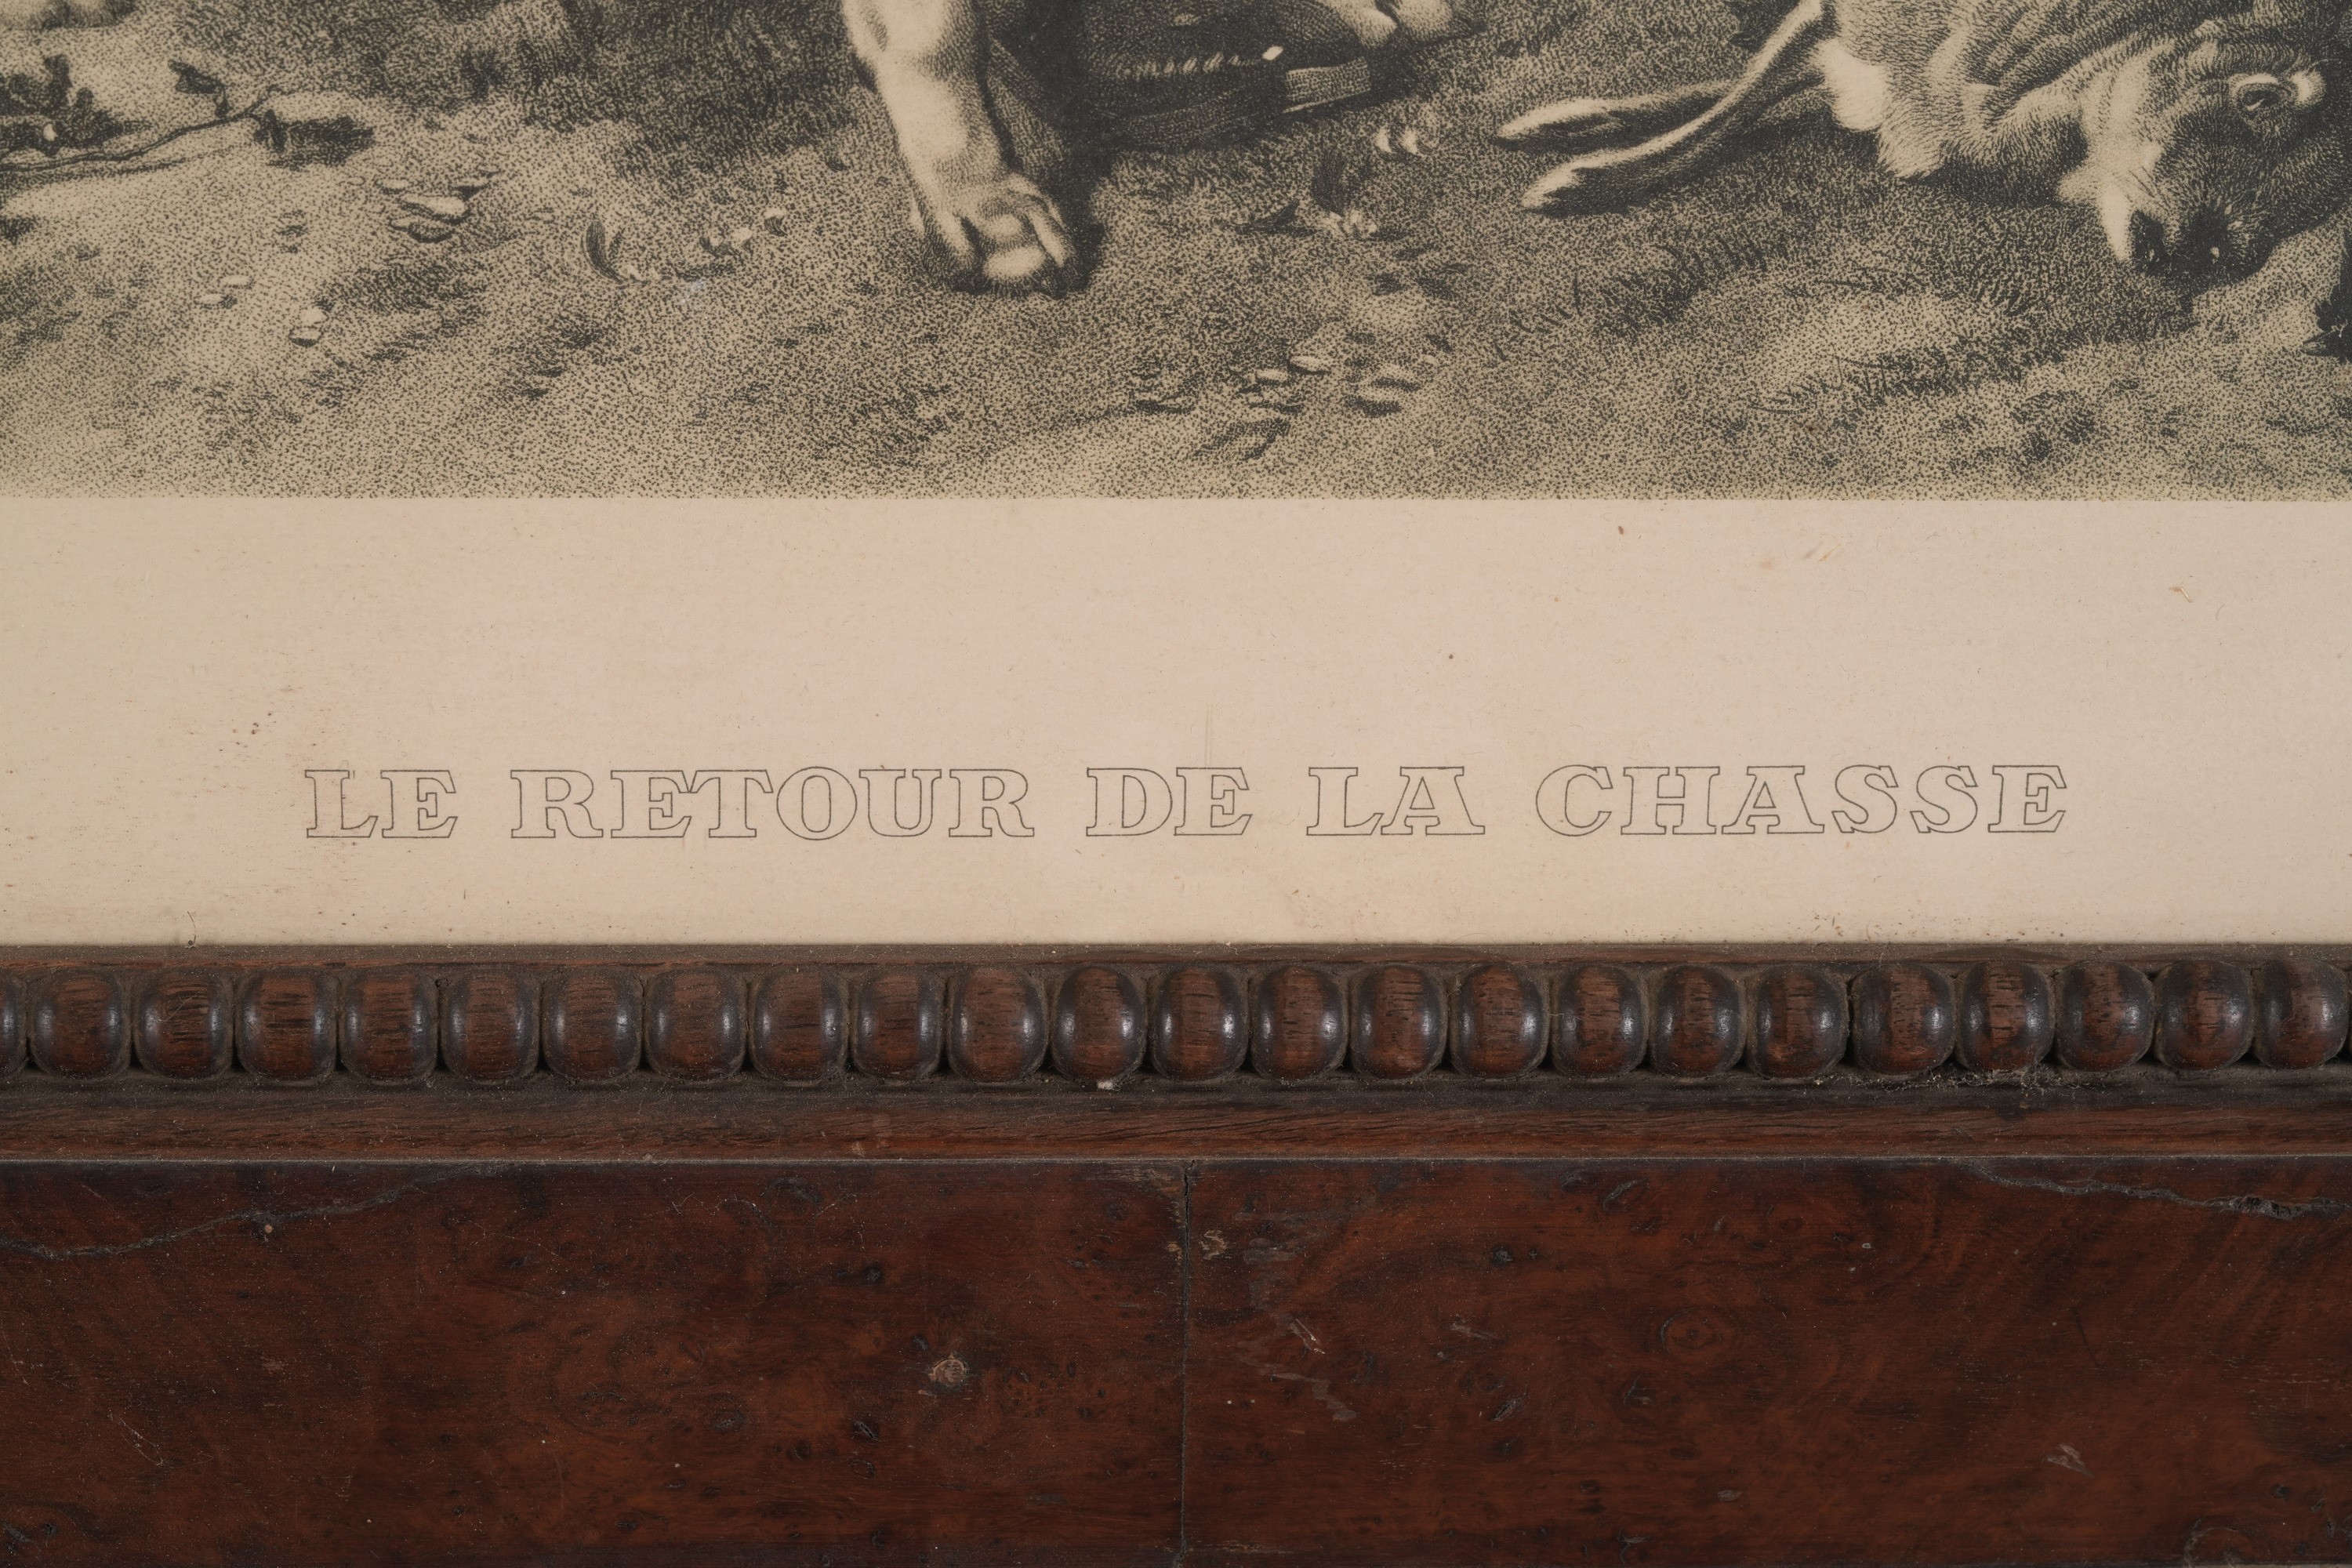 LE RETOUR DE LA CHASSE